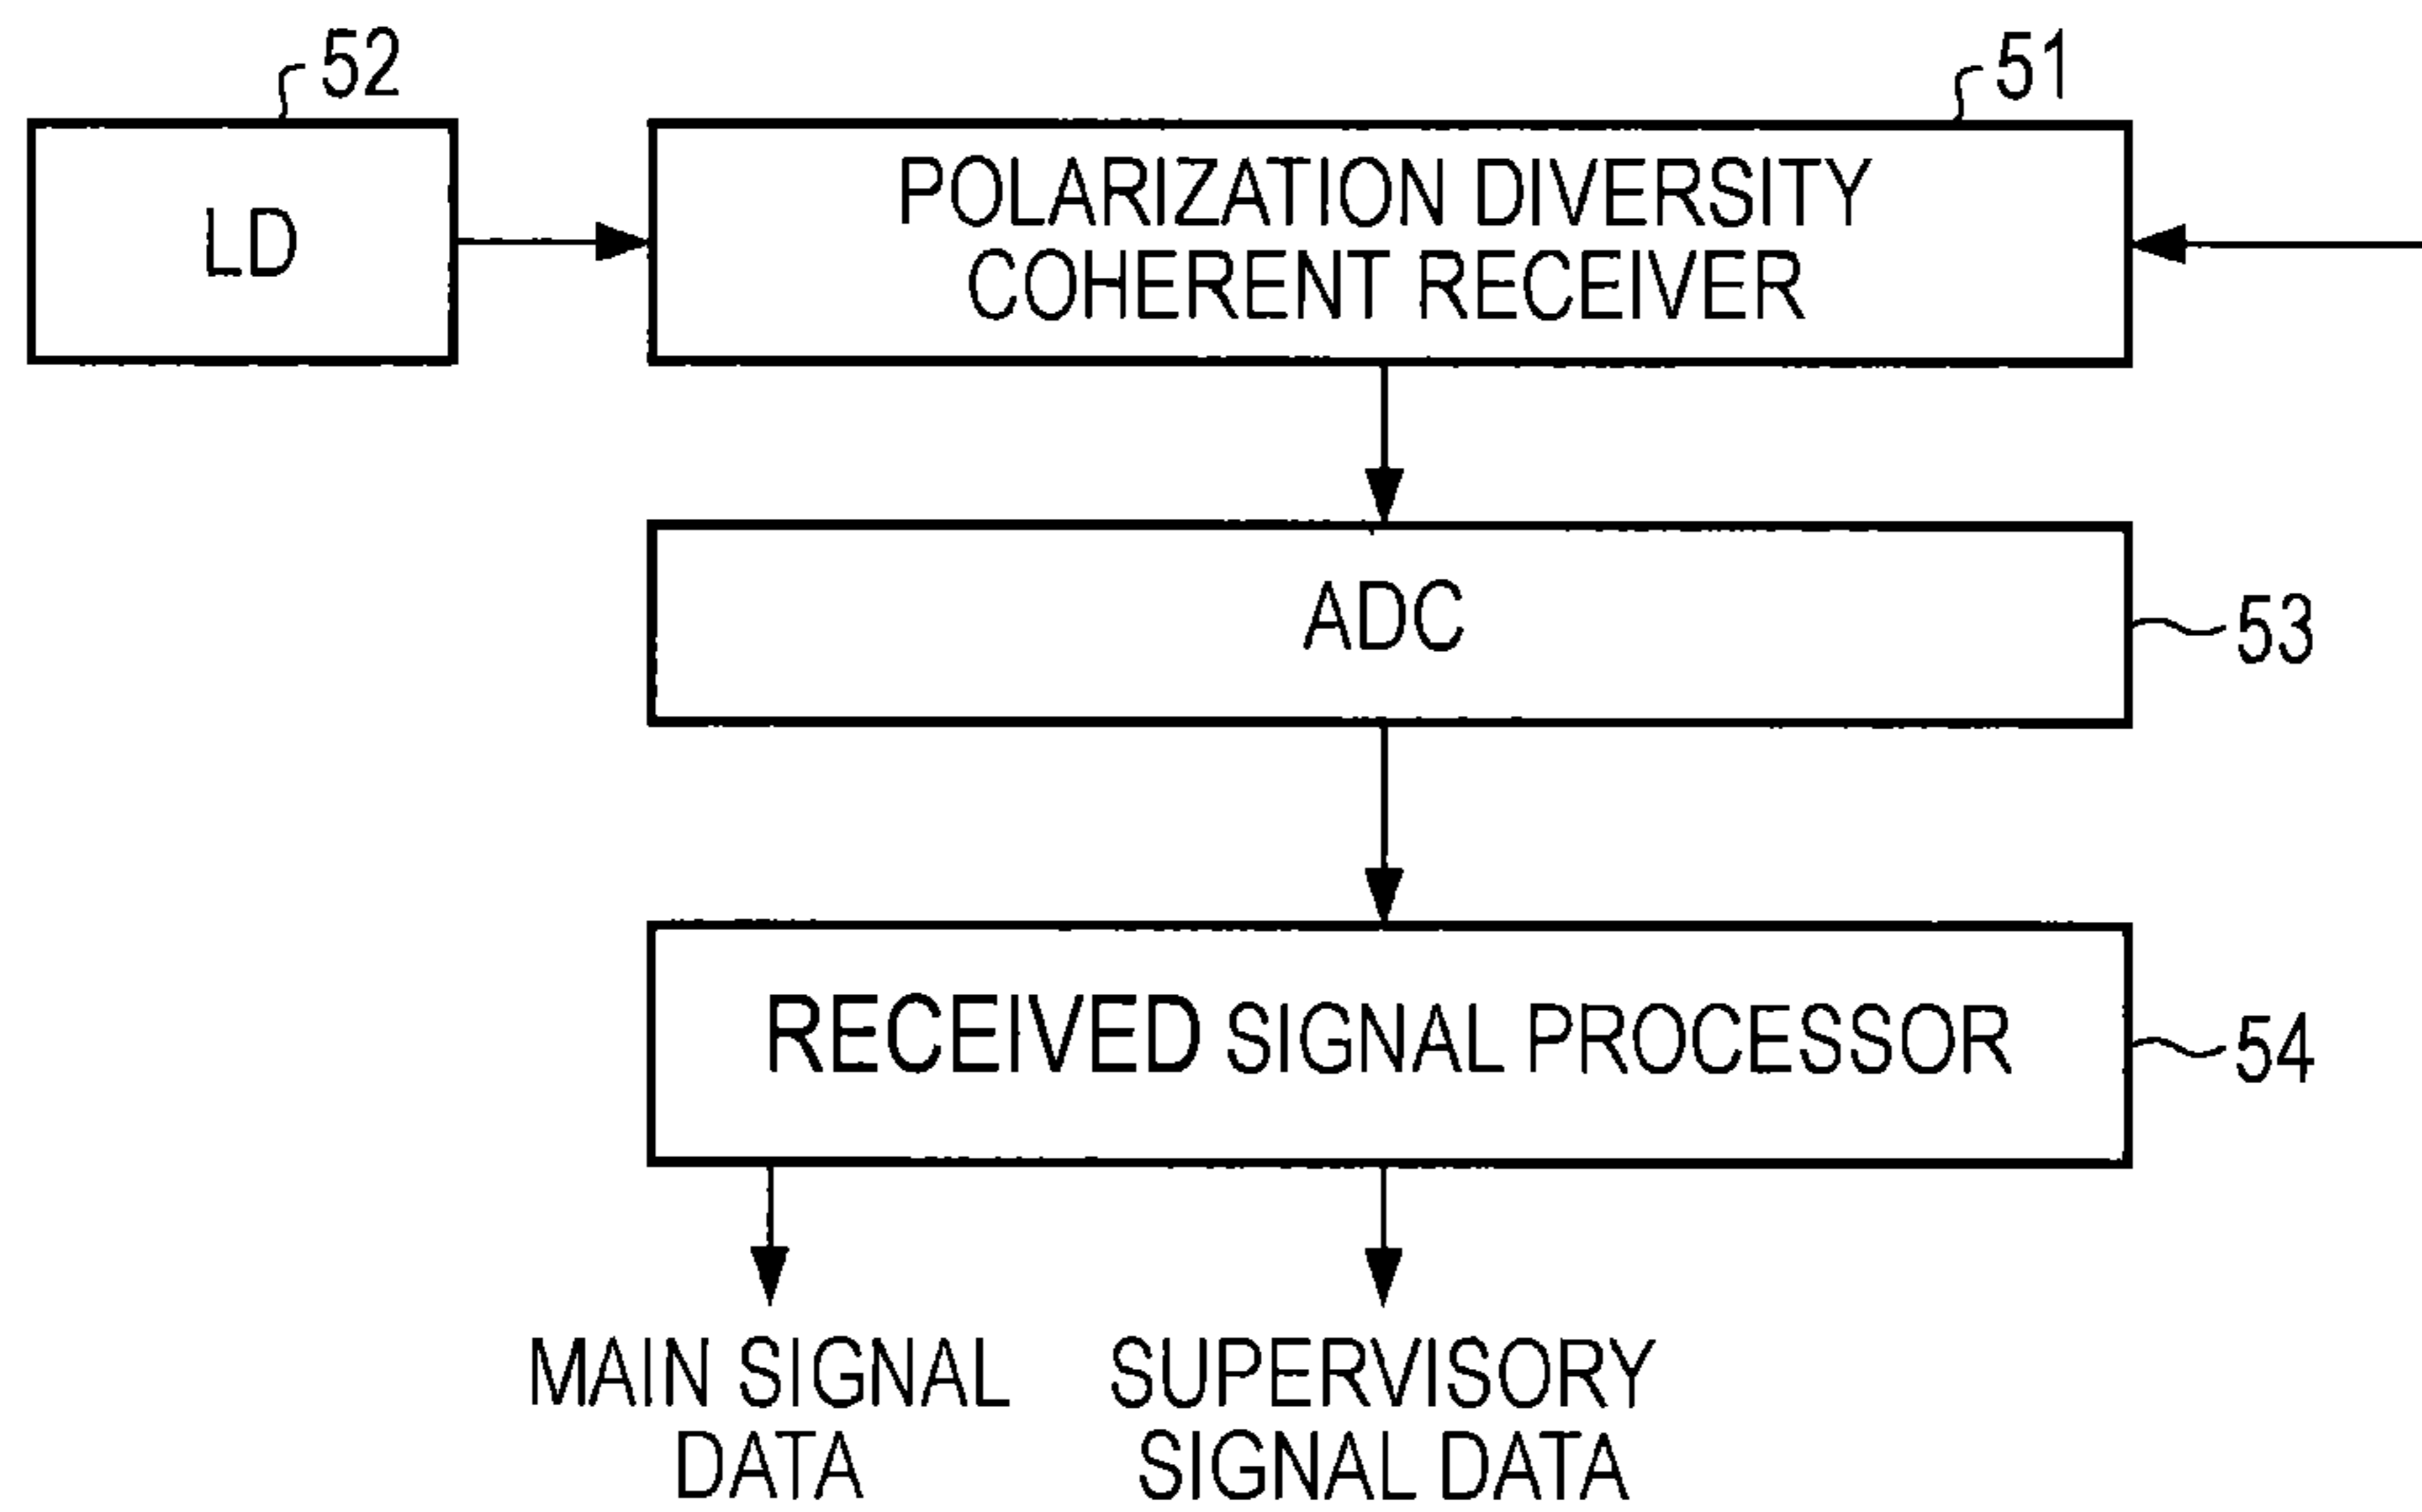 52
51
LD
POLARIZATION DIVERSITY
COHERENT RECEIVER
ADC
53
RECEIVED SIGNAL PROCESSOR
54
MAIN SIGNAL
DATA
SUPERVISORY
SIGNAL DATA